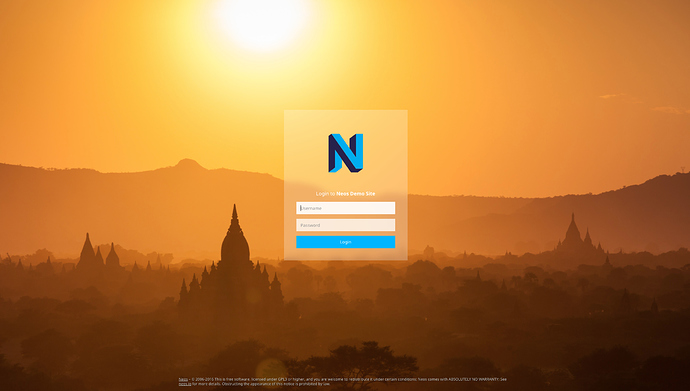 Login to Neos Demo Site
Username
Password
Login
Neos – © 2006-2015 This is free software, licensed under GPL3 or higher, and you are welcome to redistribute it under certain conditions; Neos comes with ABSOLUTELY NO WARRANTY; See
neos.io for more details. Obstructing the appearance of this notice is prohibited by law.